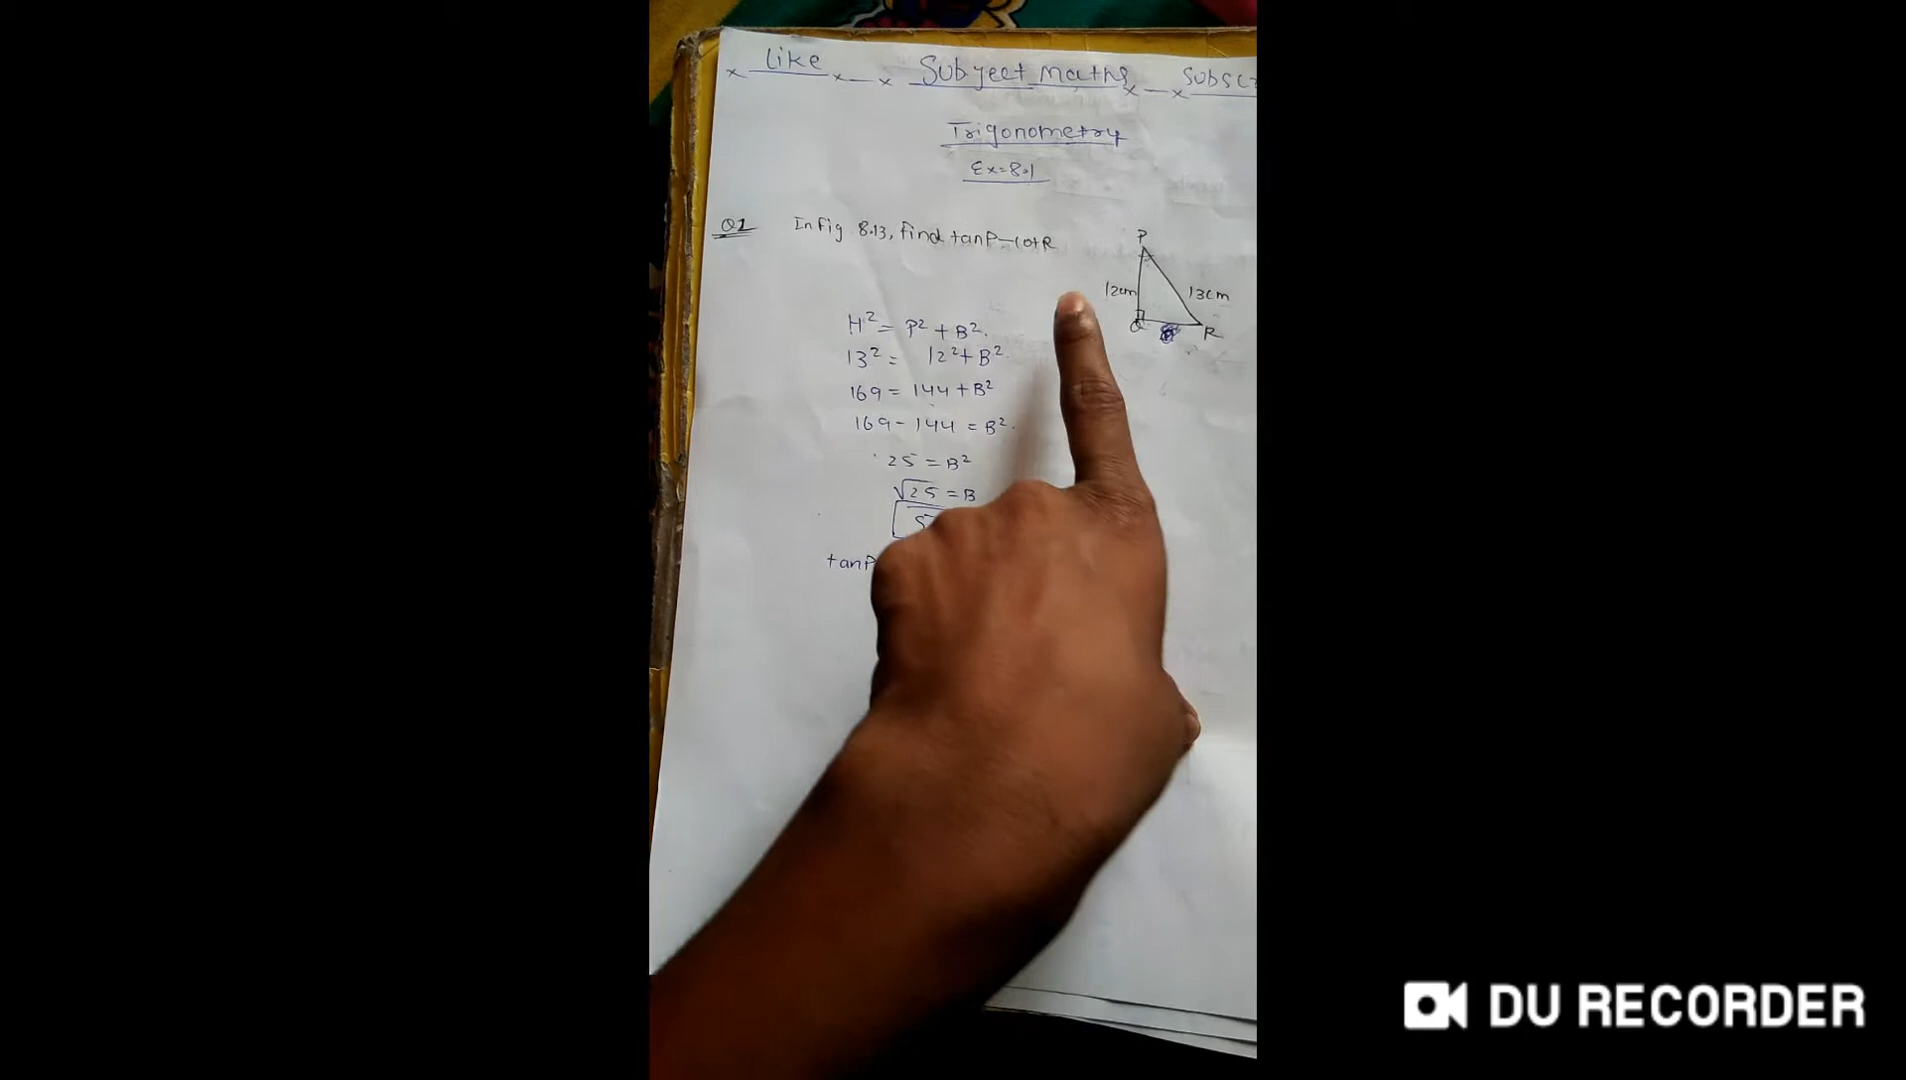 Like x — x Subject maths x — x
Trigonometry
Ex=8.1
Q1 In Fig 8.13, find tanP-cotR
P
12cm 13cm
Q R
H² = P² + B².
13² = 12² + B².
169 = 144 + B²
169 - 144 = B².
25 = B²
√25 = B
5
tanP
DU RECORDER